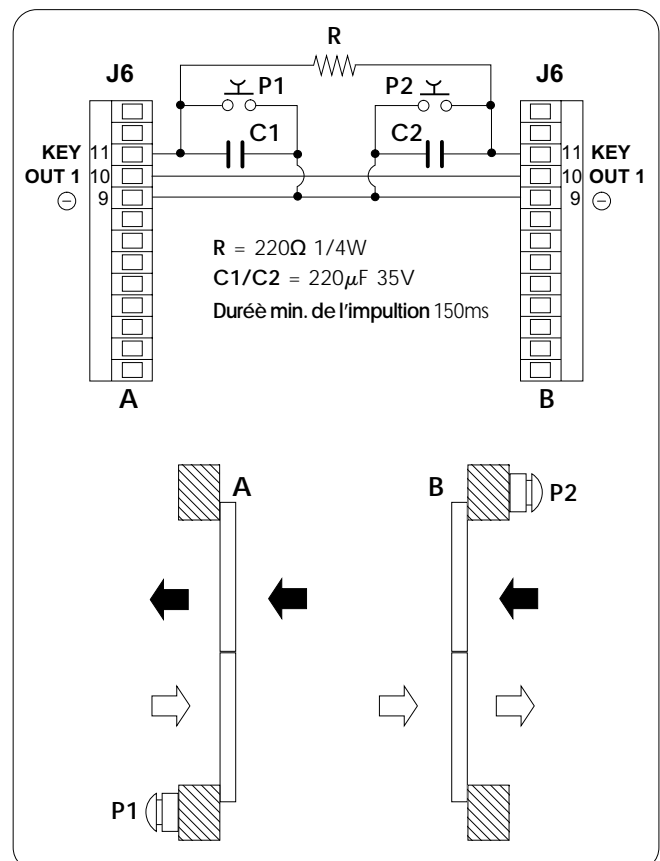 R
J6 P1 P2 J6
C1 C2
KEY 11 11 KEY
OUT 1 10 10 OUT 1
9 9
R = 220Ω 1/4W
C1/C2 = 220µF 35V
Duréè min. de l'impultion 150ms
A B
A B P2
P1